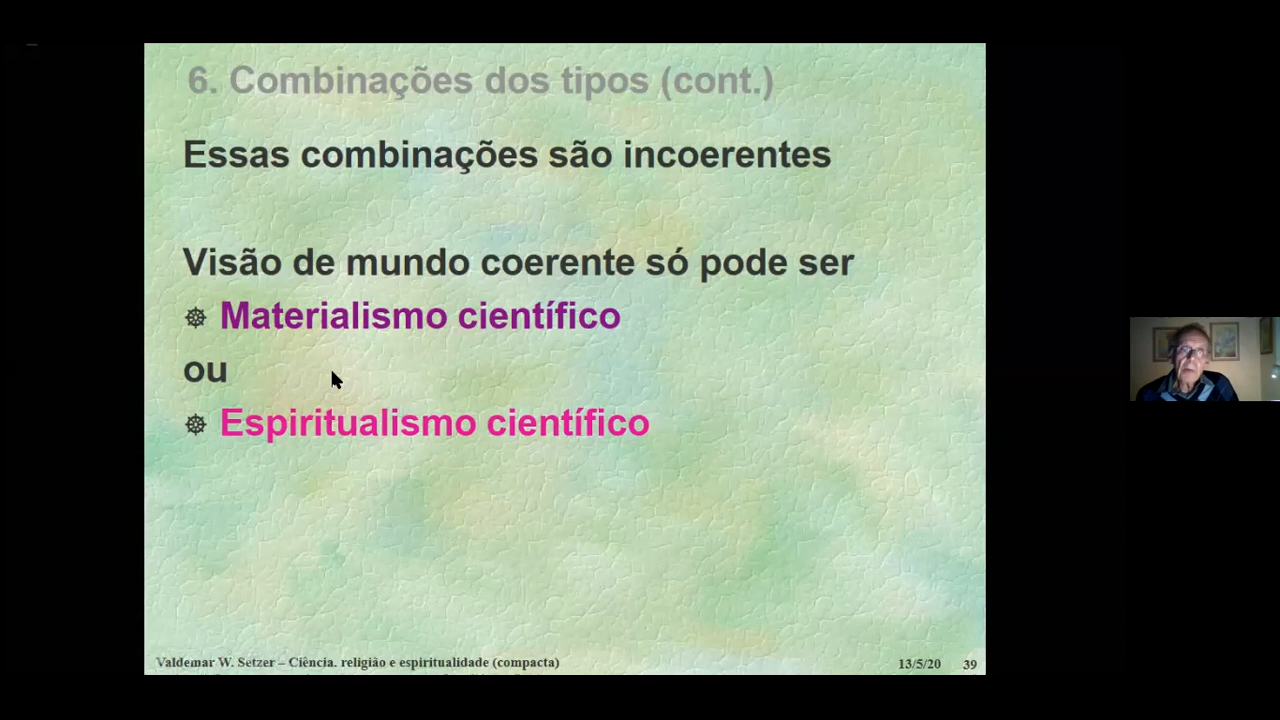 6. Combinações dos tipos (cont.)
Essas combinações são incoerentes
Visão de mundo coerente só pode ser
Materialismo científico
ou
Espiritualismo científico
Valdemar W. Setzer – Ciência. religião e espiritualidade (compacta)
13/5/20 39